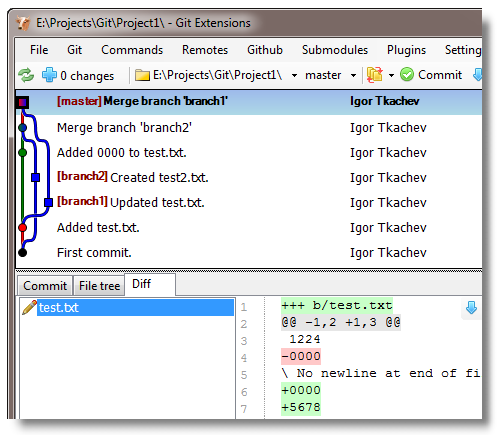 E:\Projects\Git\Project1\ - Git Extensions
File Git Commands Remotes Github Submodules Plugins Setting
0 changes E:\Projects\Git\Project1\ master Commit
[master] Merge branch 'branch1' Igor Tkachev
Merge branch 'branch2' Igor Tkachev
Added 0000 to test.txt. Igor Tkachev
[branch2] Created test2.txt. Igor Tkachev
[branch1] Updated test.txt. Igor Tkachev
Added test.txt. Igor Tkachev
First commit. Igor Tkachev
Commit File tree Diff
test.txt
1 +++ b/test.txt
2 @@ -1,2 +1,3 @@
3 1224
4 -0000
5 \ No newline at end of fi
6 +0000
7 +5678